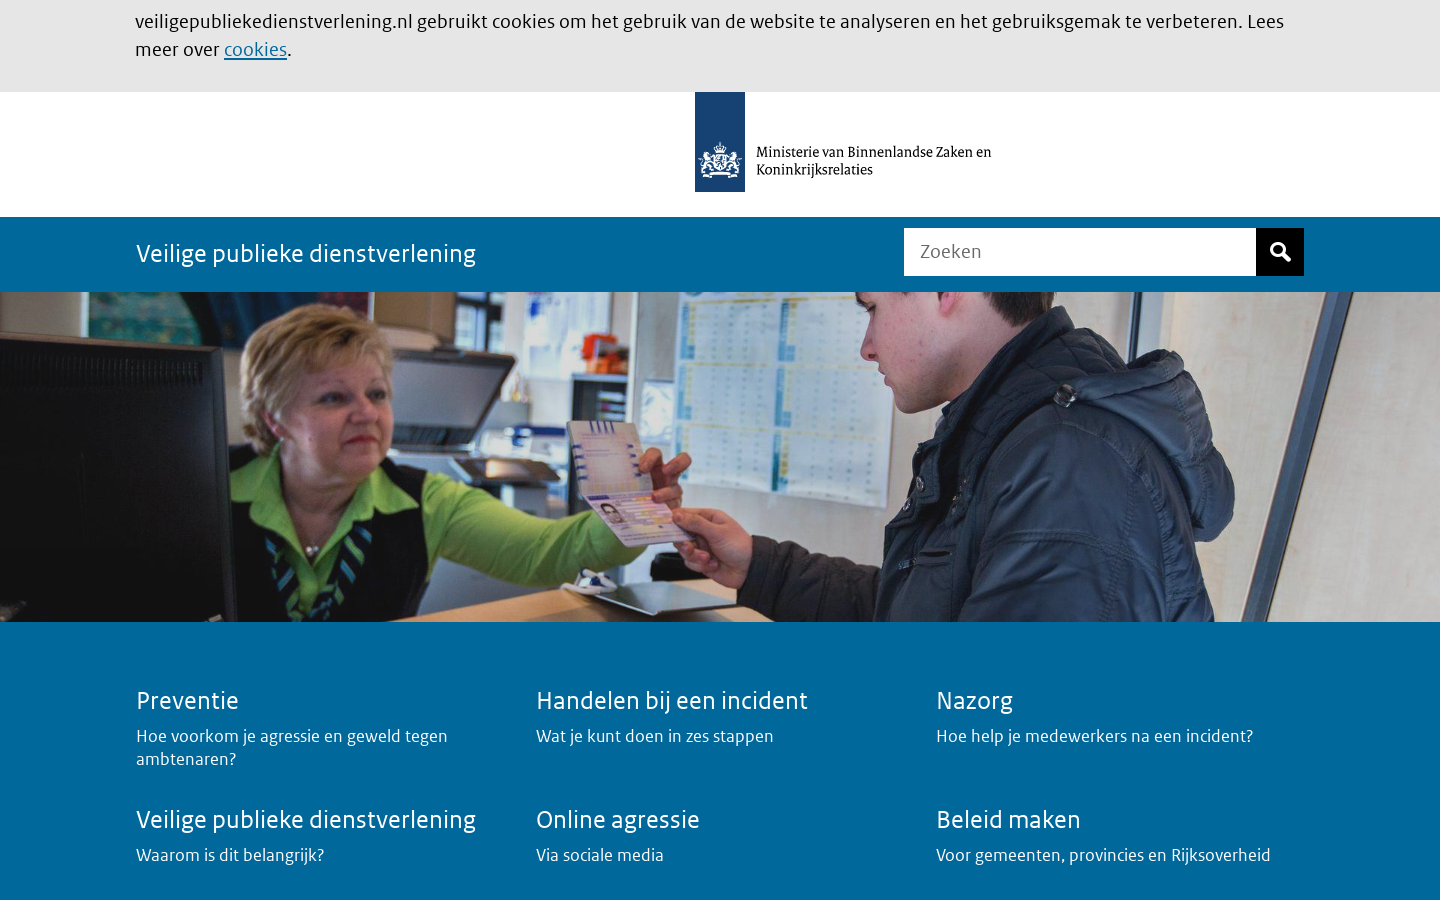 veiligepubliekedienstverlening.nl gebruikt cookies om het gebruik van de website te analyseren en het gebruiksgemak te verbeteren. Lees
meer over cookies.
Ministerie van Binnenlandse Zaken en
Koninkrijksrelaties
Veilige publieke dienstverlening
Zoeken
Preventie
Hoe voorkom je agressie en geweld tegen
ambtenaren?
Handelen bij een incident
Wat je kunt doen in zes stappen
Nazorg
Hoe help je medewerkers na een incident?
Veilige publieke dienstverlening
Waarom is dit belangrijk?
Online agressie
Via sociale media
Beleid maken
Voor gemeenten, provincies en Rijksoverheid